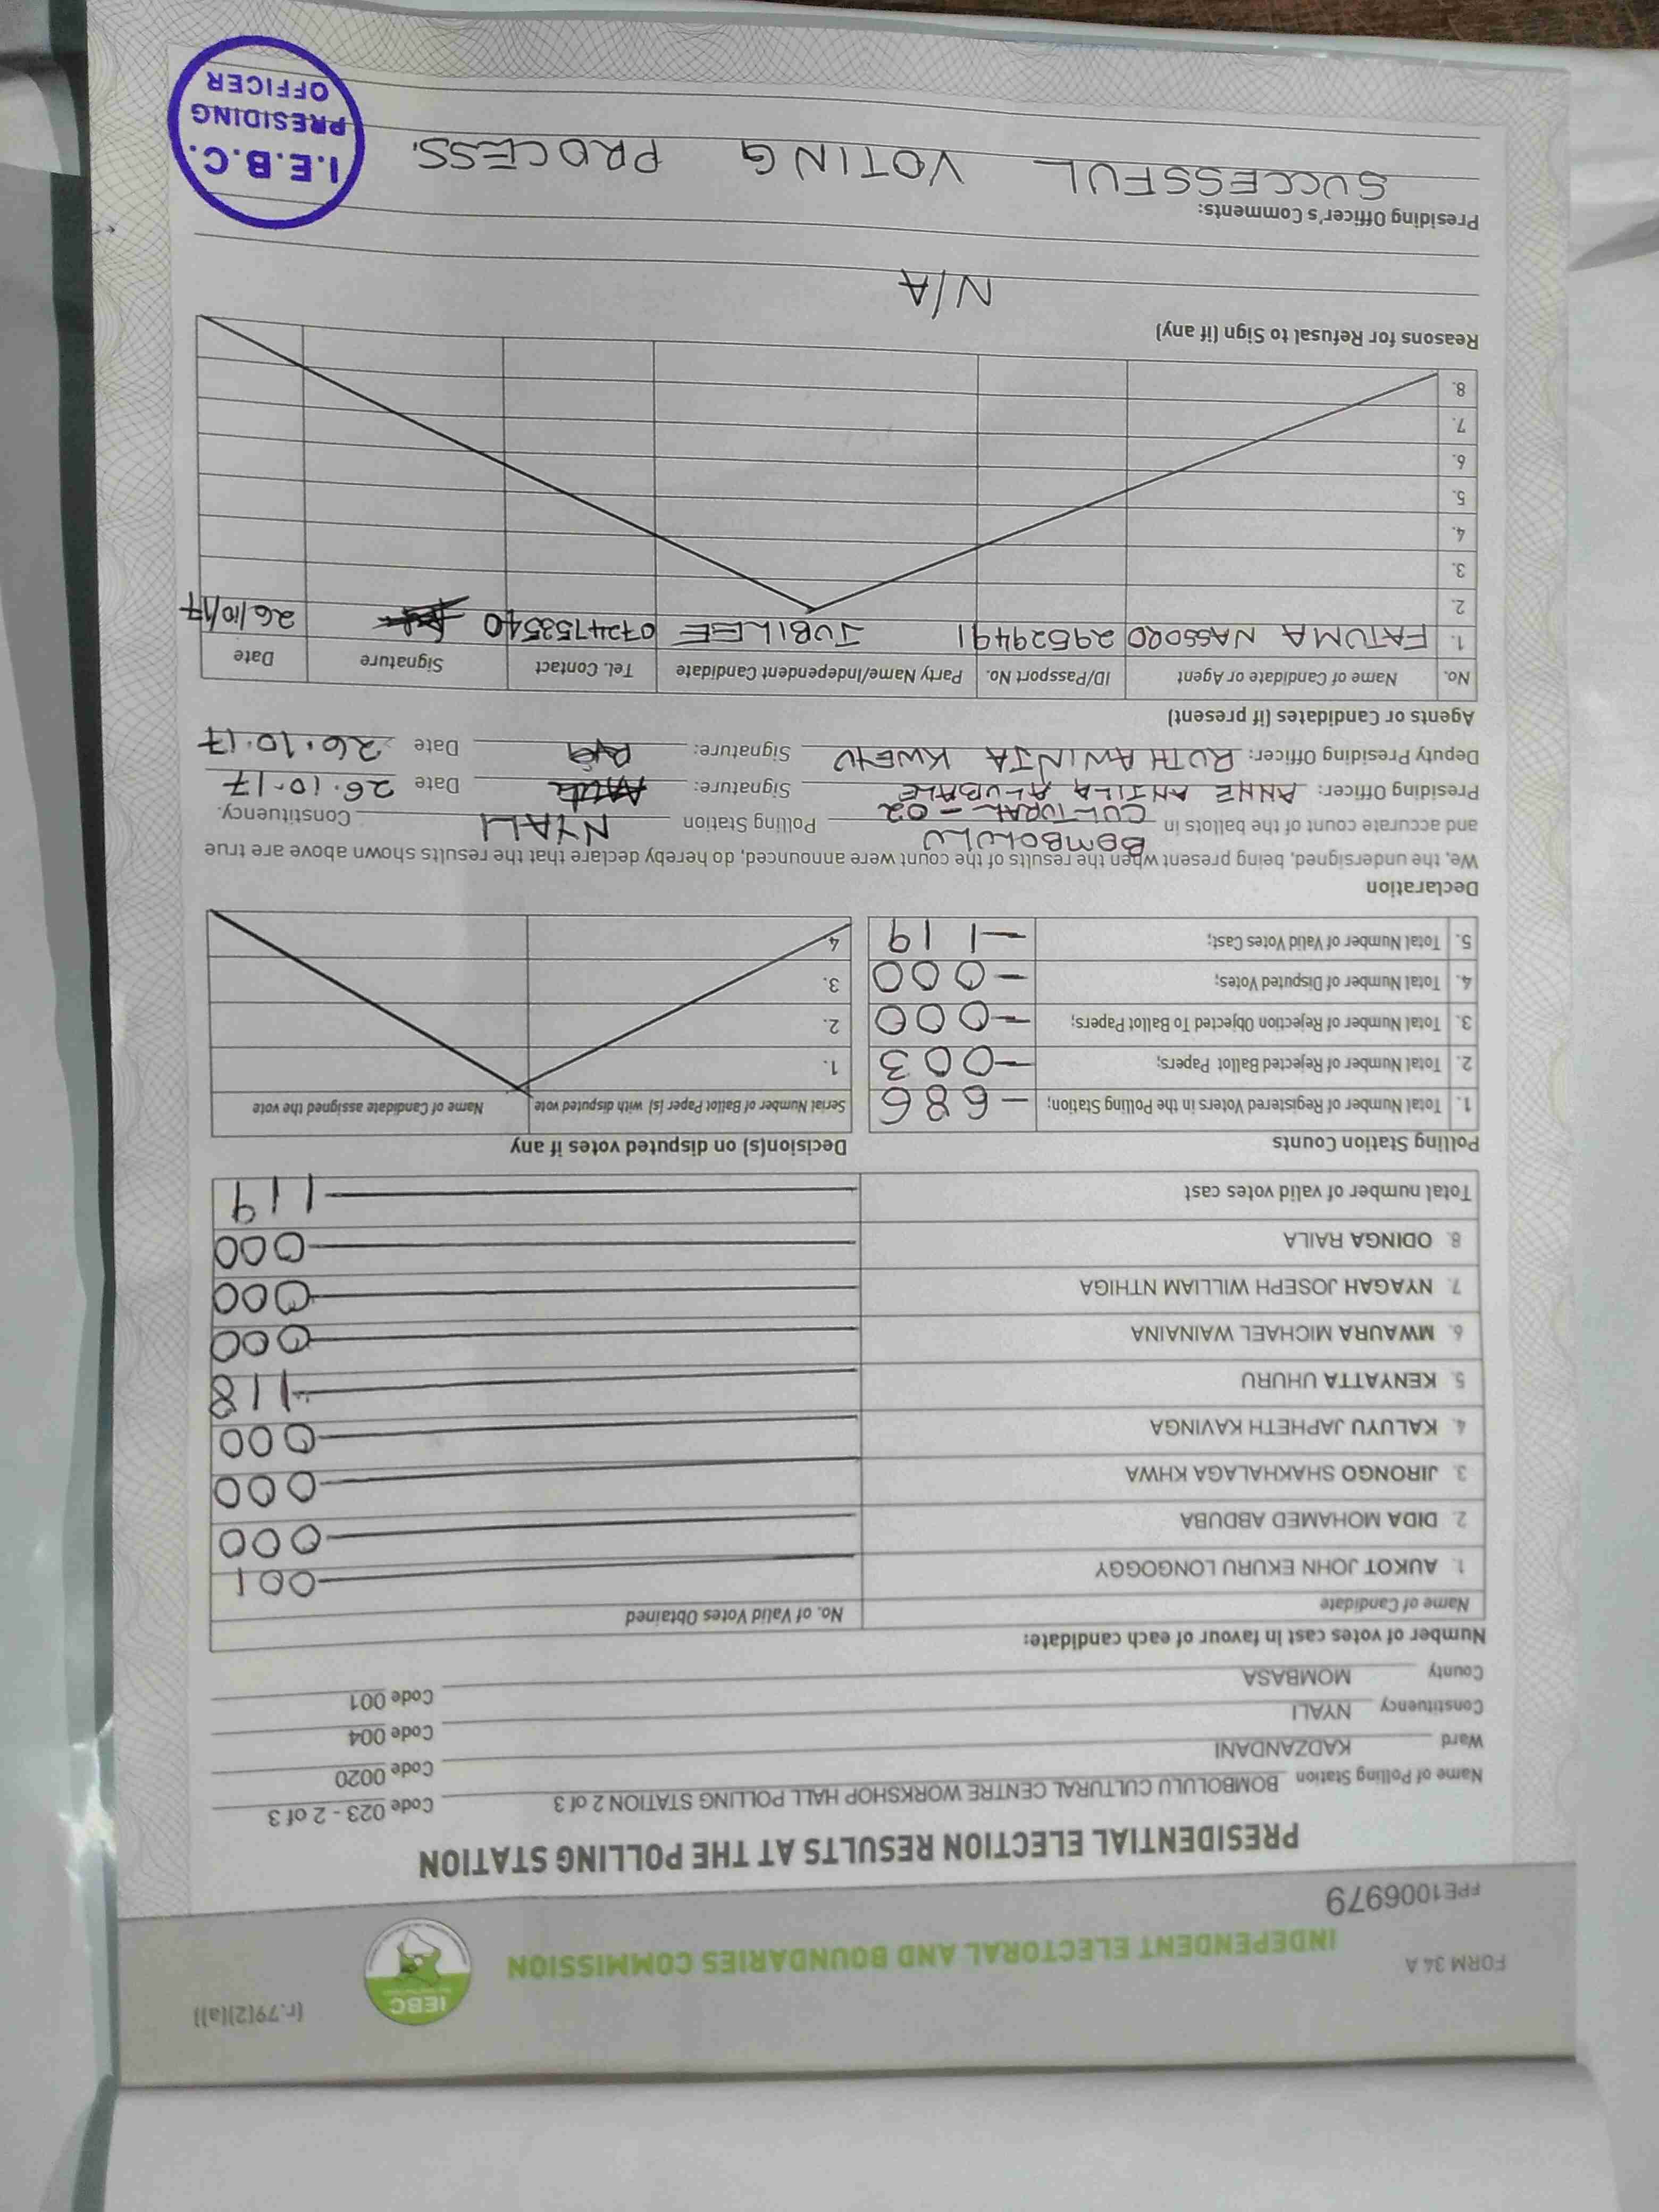 FORM 34 A
(r.79(2)(a))
IEBC
INDEPENDENT ELECTORAL AND BOUNDARIES COMMISSION
FPE1006979
PRESIDENTIAL ELECTION RESULTS AT THE POLLING STATION
Name of Polling Station BOMBOLULU CULTURAL CENTRE WORKSHOP HALL POLLING STATION 2 of 3 Code 023 - 2 of 3
Ward KADZANDANI Code 0020
Constituency NYALI Code 004
County MOMBASA Code 001
Number of votes cast in favour of each candidate:
Name of Candidate No. of Valid Votes Obtained
1. AUKOT JOHN EKURU LONGOGGY 001
2. DIDA MOHAMED ABDUBA 000
3. JIRONGO SHAKHALAGA KHWA 000
4. KALUYU JAPHETH KAVINGA 000
5. KENYATTA UHURU 118
6. MWAURA MICHAEL WAINAINA 000
7. NYAGAH JOSEPH WILLIAM NTHIGA 000
8. ODINGA RAILA 000
Total number of valid votes cast 119
Polling Station Counts
1. Total Number of Registered Voters in the Polling Station; - 686
2. Total Number of Rejected Ballot Papers; - 003
3. Total Number of Rejection Objected To Ballot Papers; - 000
4. Total Number of Disputed Votes; - 000
5. Total Number of Valid Votes Cast; - 119
Decision(s) on disputed votes if any
Serial Number of Ballot Paper (s) with disputed vote Name of Candidate assigned the vote
1.
2.
3.
4.
Declaration
We, the undersigned, being present when the results of the count were announced, do hereby declare that the results shown above are true
and accurate count of the ballots in BOMBOLULU CULTURAL - 02 Polling Station NYALI Constituency.
Presiding Officer: ANNE ANJILA ALUBALE Signature: Date 26.10.17
Deputy Presiding Officer: RUTH AWINJA KWEYU Signature: Date 26.10.17
Agents or Candidates (if present)
No. Name of Candidate or Agent ID/Passport No. Party Name/Independent Candidate Tel. Contact Signature Date
1. FATUMA NASSORO 29529491 JUBILEE 0724753540 26/10/17
2.
3.
4.
5.
6.
7.
8.
Reasons for Refusal to Sign (if any)
N/A
Presiding Officer's Comments:
SUCCESSFUL VOTING PROCESS.
I.E.B.C.
PRESIDING
OFFICER